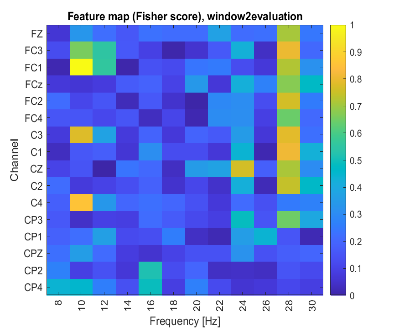 Feature map (Fisher score), window2evaluation
FZ
FC3
FC1
FCz
FC2
FC4
C3
C1
CZ
C2
C4
CP3
CP1
CPZ
CP2
CP4
Channel
8 10 12 14 16 18 20 22 24 26 28 30
Frequency [Hz]
1
0.9
0.8
0.7
0.6
0.5
0.4
0.3
0.2
0.1
0